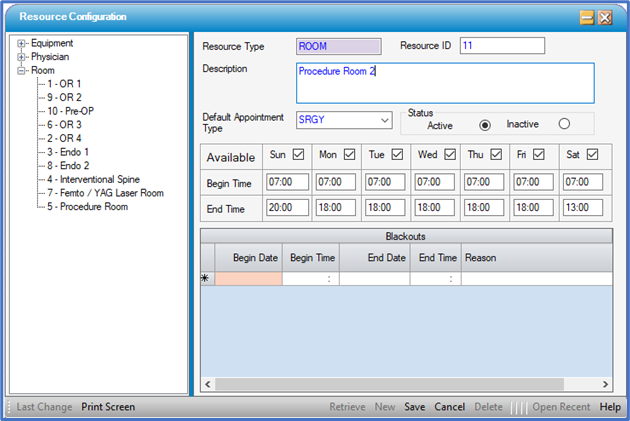 Resource Configuration
Equipment
Physician
Room
1 - OR 1
9 - OR 2
10 - Pre-OP
6 - OR 3
2 - OR 4
3 - Endo 1
8 - Endo 2
4 - Interventional Spine
7 - Femto / YAG Laser Room
5 - Procedure Room
Resource Type ROOM Resource ID 11
Description Procedure Room 2
Default Appointment Type SRGY
Status
Active Inactive
Available Sun Mon Tue Wed Thu Fri Sat
Begin Time 07:00 07:00 07:00 07:00 07:00 07:00 07:00
End Time 20:00 18:00 18:00 18:00 18:00 18:00 13:00
Blackouts
Begin Date Begin Time End Date End Time Reason
* : :
Last Change Print Screen Retrieve New Save Cancel Delete Open Recent Help